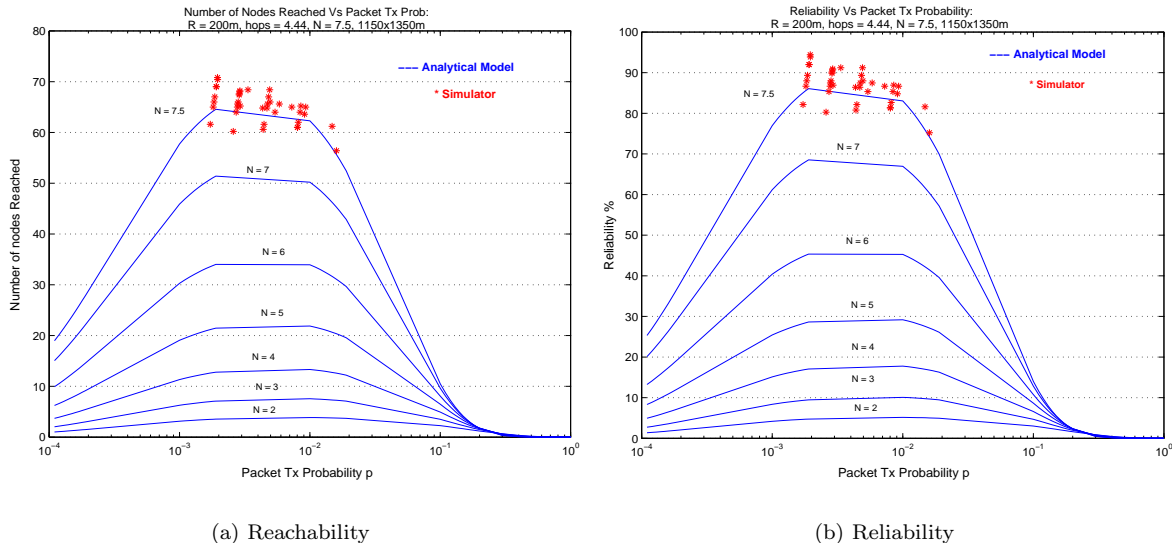 Number of Nodes Reached Vs Packet Tx Prob:
R = 200m, hops = 4.44, N = 7.5, 1150x1350m
80
70
60
50
40
30
20
10
0
Number of nodes Reached
--- Analytical Model
* Simulator
N = 7.5
N = 7
N = 6
N = 5
N = 4
N = 3
N = 2
10⁻⁴ 10⁻³ 10⁻² 10⁻¹ 10⁰
Packet Tx Probability p
(a) Reachability
Reliability Vs Packet Tx Probability:
R = 200m, hops = 4.44, N = 7.5, 1150x1350m
100
90
80
70
60
50
40
30
20
10
0
Reliability %
--- Analytical Model
* Simulator
N = 7.5
N = 7
N = 6
N = 5
N = 4
N = 3
N = 2
10⁻⁴ 10⁻³ 10⁻² 10⁻¹ 10⁰
Packet Tx Probability p
(b) Reliability